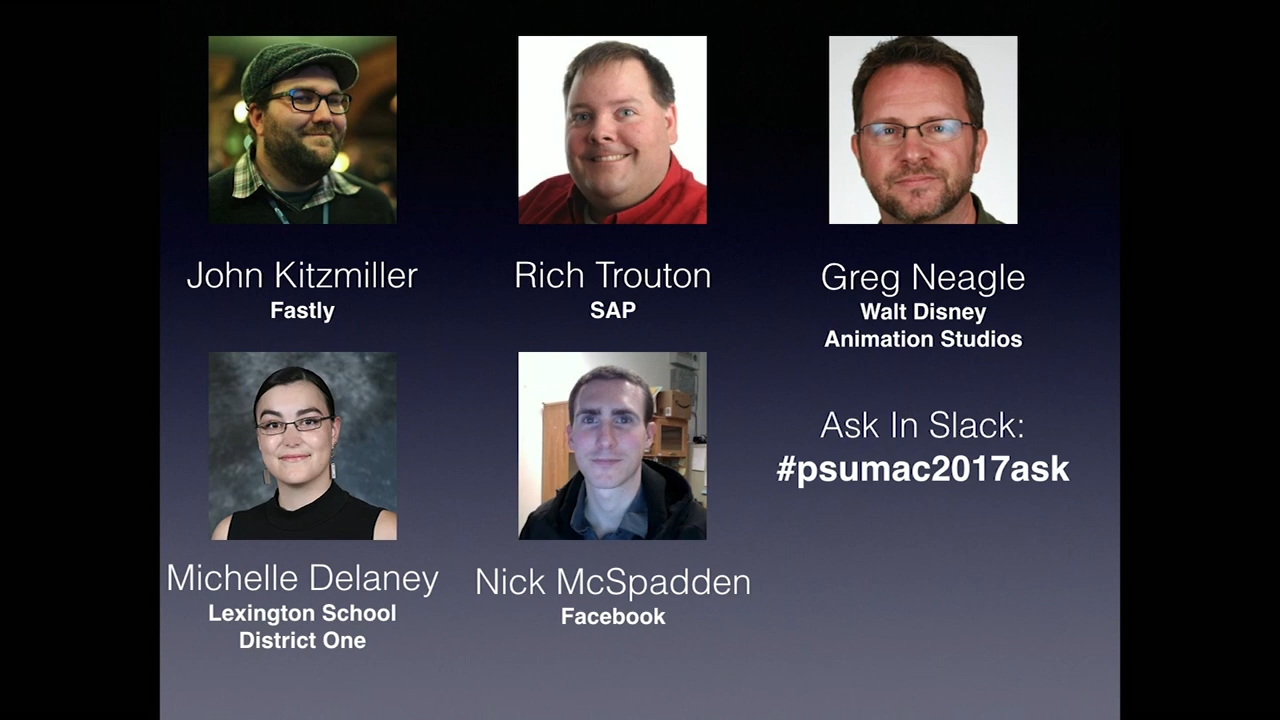 John Kitzmiller
Fastly
Rich Trouton
SAP
Greg Neagle
Walt Disney
Animation Studios
Michelle Delaney
Lexington School
District One
Nick McSpadden
Facebook
Ask In Slack:
#psumac2017ask